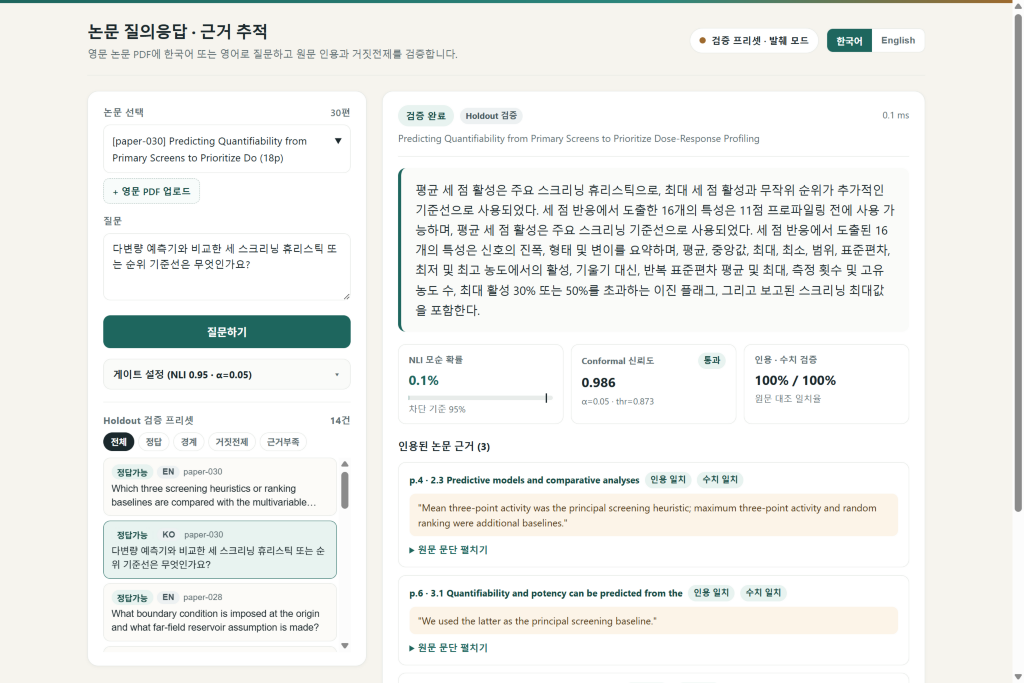 논문 질의응답 · 근거 추적
영문 논문 PDF에 한국어 또는 영어로 질문하고 원문 인용과 거짓전제를 검증합니다.
검증 프리셋 · 발췌 모드
한국어
English
논문 선택
30편
[paper-030] Predicting Quantifiability from
Primary Screens to Prioritize Do (18p)
+ 영문 PDF 업로드
질문
다변량 예측기와 비교한 세 스크리닝 휴리스틱 또
는 순위 기준선은 무엇인가요?
질문하기
게이트 설정 (NLI 0.95 · α=0.05)
Holdout 검증 프리셋
14건
전체
정답
경계
거짓전제
근거부족
정답가능 EN paper-030
Which three screening heuristics or ranking
baselines are compared with the multivariable…
정답가능 KO paper-030
다변량 예측기와 비교한 세 스크리닝 휴리스틱 또는 순
위 기준선은 무엇인가요?
정답가능 EN paper-028
What boundary condition is imposed at the origin
and what far-field reservoir assumption is made?
검증 완료
Holdout 검증
0.1 ms
Predicting Quantifiability from Primary Screens to Prioritize Dose-Response Profiling
평균 세 점 활성은 주요 스크리닝 휴리스틱으로, 최대 세 점 활성과 무작위 순위가 추가적인
기준선으로 사용되었다. 세 점 반응에서 도출한 16개의 특성은 11점 프로파일링 전에 사용 가
능하며, 평균 세 점 활성은 주요 스크리닝 기준선으로 사용되었다. 세 점 반응에서 도출된 16
개의 특성은 신호의 진폭, 형태 및 변이를 요약하며, 평균, 중앙값, 최대, 최소, 범위, 표준편차,
최저 및 최고 농도에서의 활성, 기울기 대신, 반복 표준편차 평균 및 최대, 측정 횟수 및 고유
농도 수, 최대 활성 30% 또는 50%를 초과하는 이진 플래그, 그리고 보고된 스크리닝 최대값
을 포함한다.
NLI 모순 확률
0.1%
차단 기준 95%
Conformal 신뢰도
통과
0.986
α=0.05 · thr=0.873
인용 · 수치 검증
100% / 100%
원문 대조 일치율
인용된 논문 근거 (3)
p.4 · 2.3 Predictive models and comparative analyses
인용 일치
수치 일치
"Mean three-point activity was the principal screening heuristic; maximum three-point activity and random
ranking were additional baselines."
▶ 원문 문단 펼치기
p.6 · 3.1 Quantifiability and potency can be predicted from the
인용 일치
수치 일치
"We used the latter as the principal screening baseline."
▶ 원문 문단 펼치기